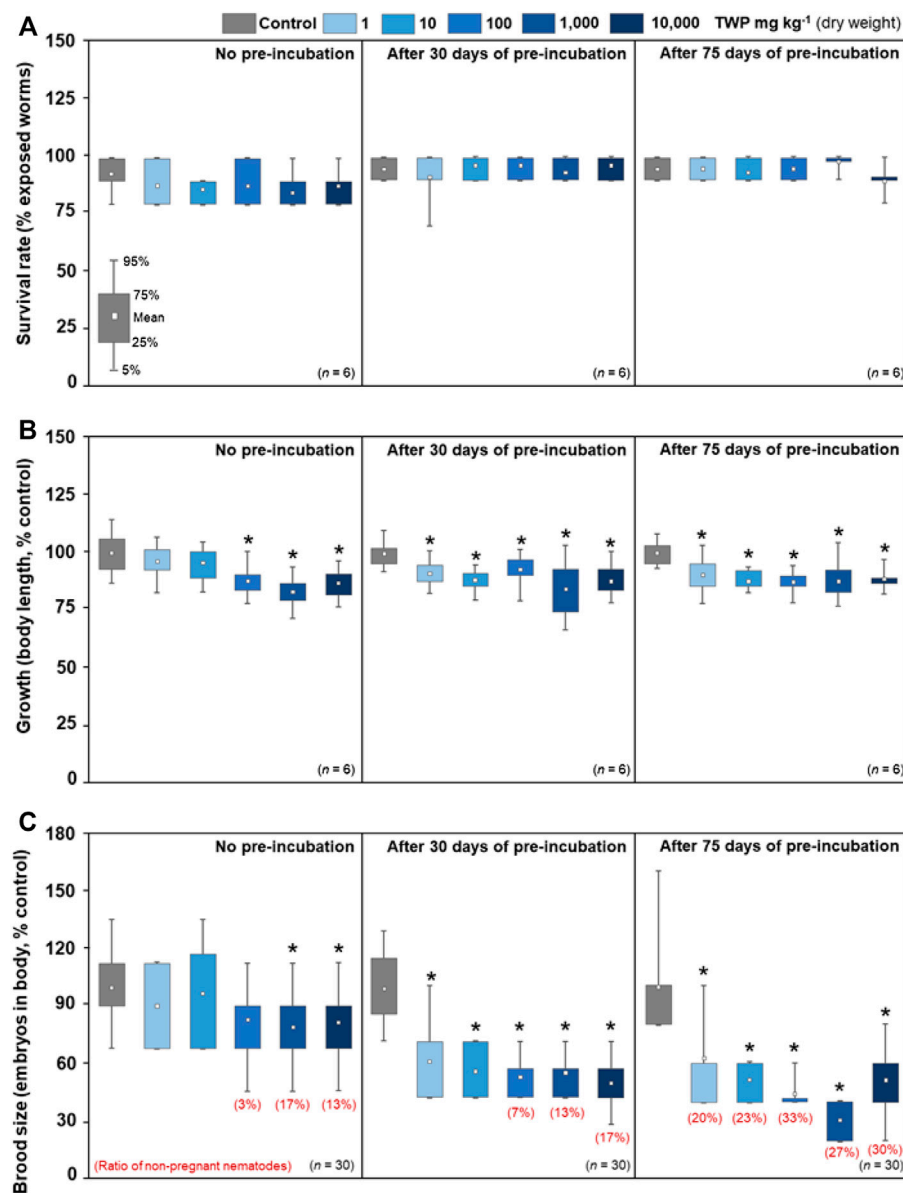 A
Control 1 10 100 1,000 10,000 TWP mg kg⁻¹ (dry weight)
No pre-incubation
After 30 days of pre-incubation
After 75 days of pre-incubation
Survival rate (% exposed worms)
150
100
75
50
25
0
95%
75%
Mean
25%
5%
(n = 6)
(n = 6)
(n = 6)
B
No pre-incubation
After 30 days of pre-incubation
After 75 days of pre-incubation
Growth (body length, % control)
150
125
100
75
50
25
0
* * *
* * * * *
* * * * *
(n = 6)
(n = 6)
(n = 6)
C
No pre-incubation
After 30 days of pre-incubation
After 75 days of pre-incubation
Brood size (embryos in body, % control)
180
150
120
90
60
30
0
* *
* * * * *
* * * * *
(3%) (17%) (13%)
(7%) (13%) (17%)
(20%) (23%) (33%) (27%) (30%)
(Ratio of non-pregnant nematodes)
(n = 30)
(n = 30)
(n = 30)